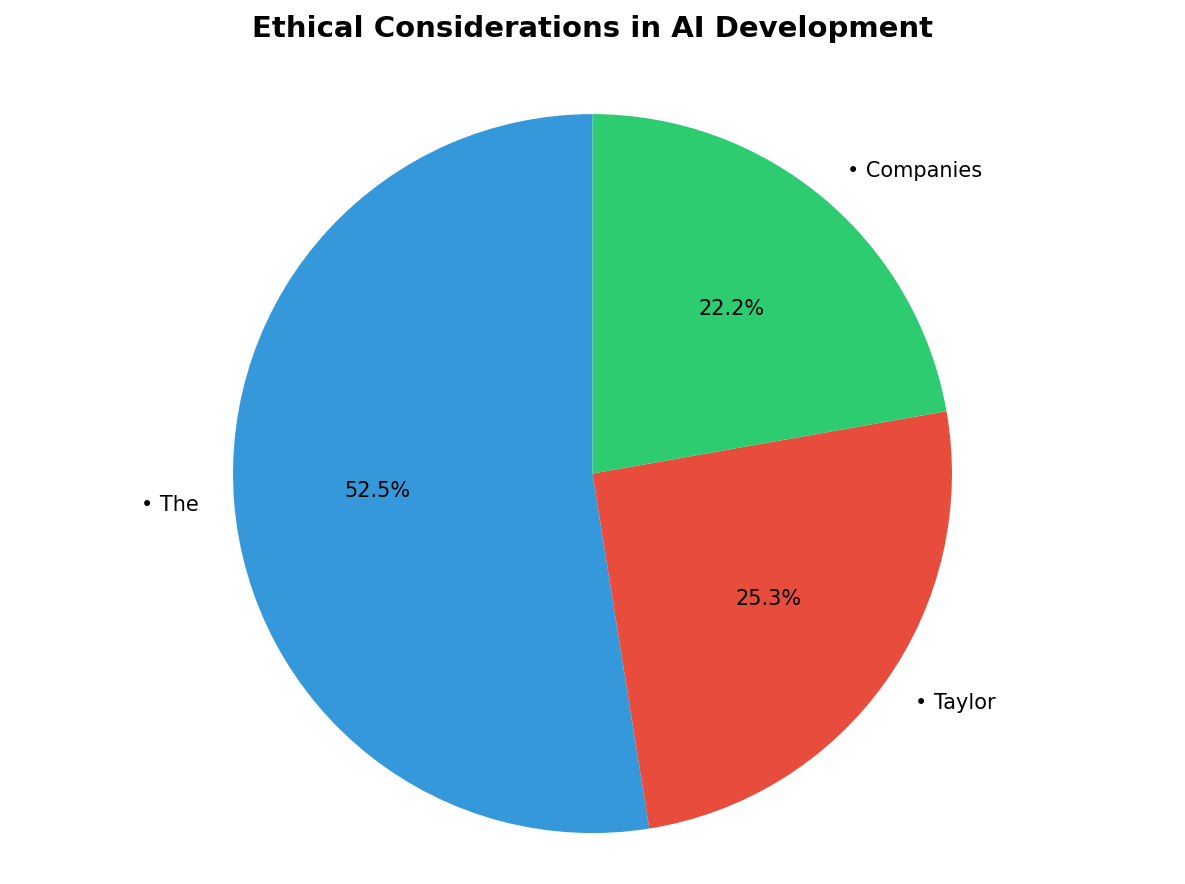 Ethical Considerations in AI Development
• Companies
22.2%
52.5%
• The
25.3%
• Taylor